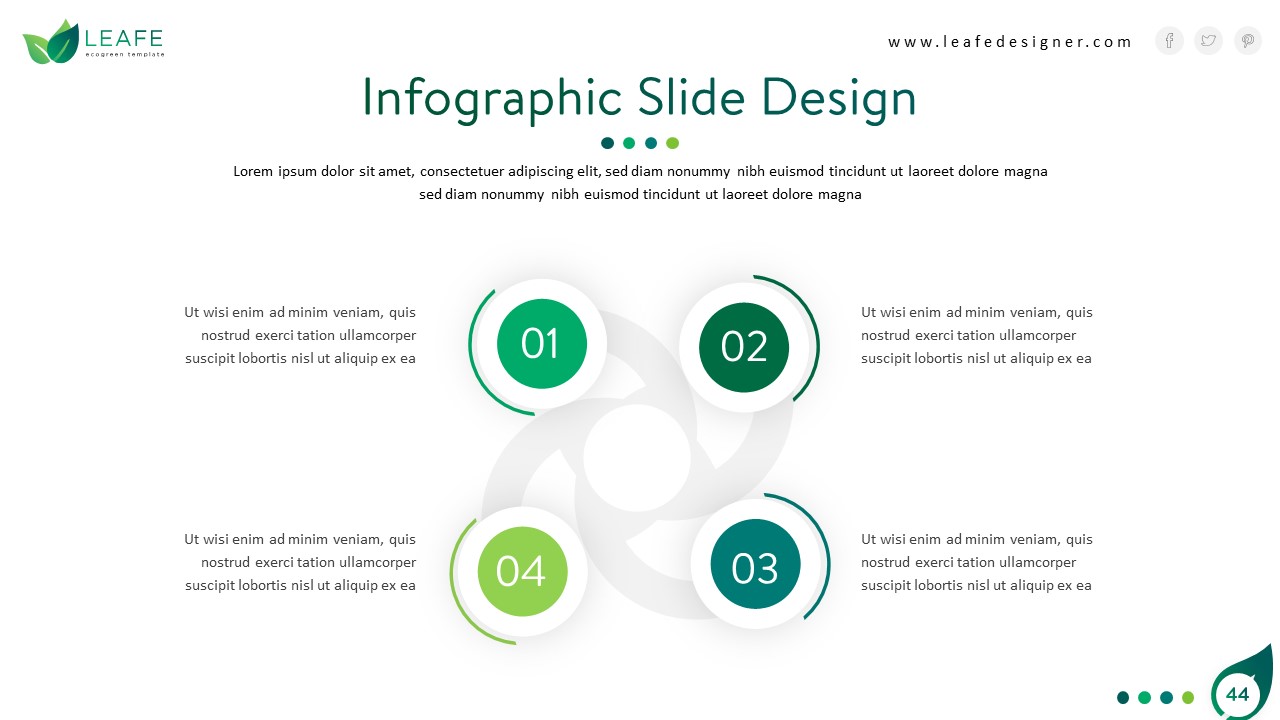 LEAFE
ecogreen template
www.leafedesigner.com
Infographic Slide Design
Lorem ipsum dolor sit amet, consectetuer adipiscing elit, sed diam nonummy nibh euismod tincidunt ut laoreet dolore magna
sed diam nonummy nibh euismod tincidunt ut laoreet dolore magna
Ut wisi enim ad minim veniam, quis
nostrud exerci tation ullamcorper
suscipit lobortis nisl ut aliquip ex ea
01
02
Ut wisi enim ad minim veniam, quis
nostrud exerci tation ullamcorper
suscipit lobortis nisl ut aliquip ex ea
Ut wisi enim ad minim veniam, quis
nostrud exerci tation ullamcorper
suscipit lobortis nisl ut aliquip ex ea
04
03
Ut wisi enim ad minim veniam, quis
nostrud exerci tation ullamcorper
suscipit lobortis nisl ut aliquip ex ea
44